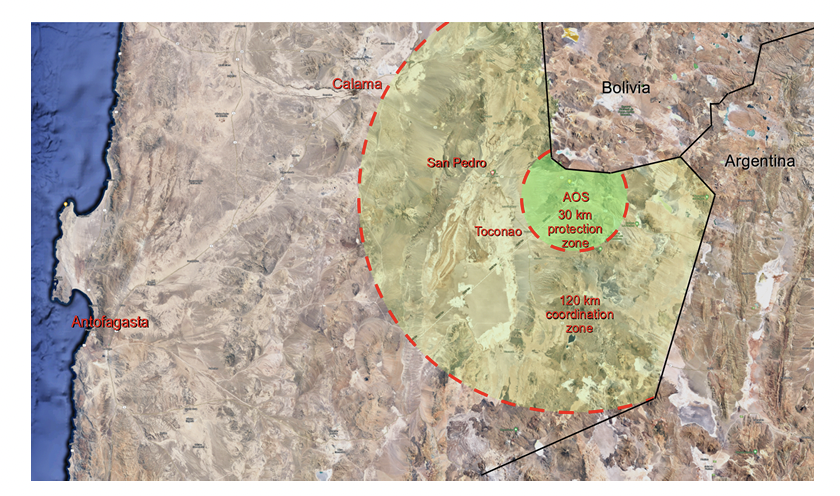 Calama
Bolivia
San Pedro
Argentina
AOS
30 km
protection
zone
Toconao
120 km
coordination
zone
Antofagasta